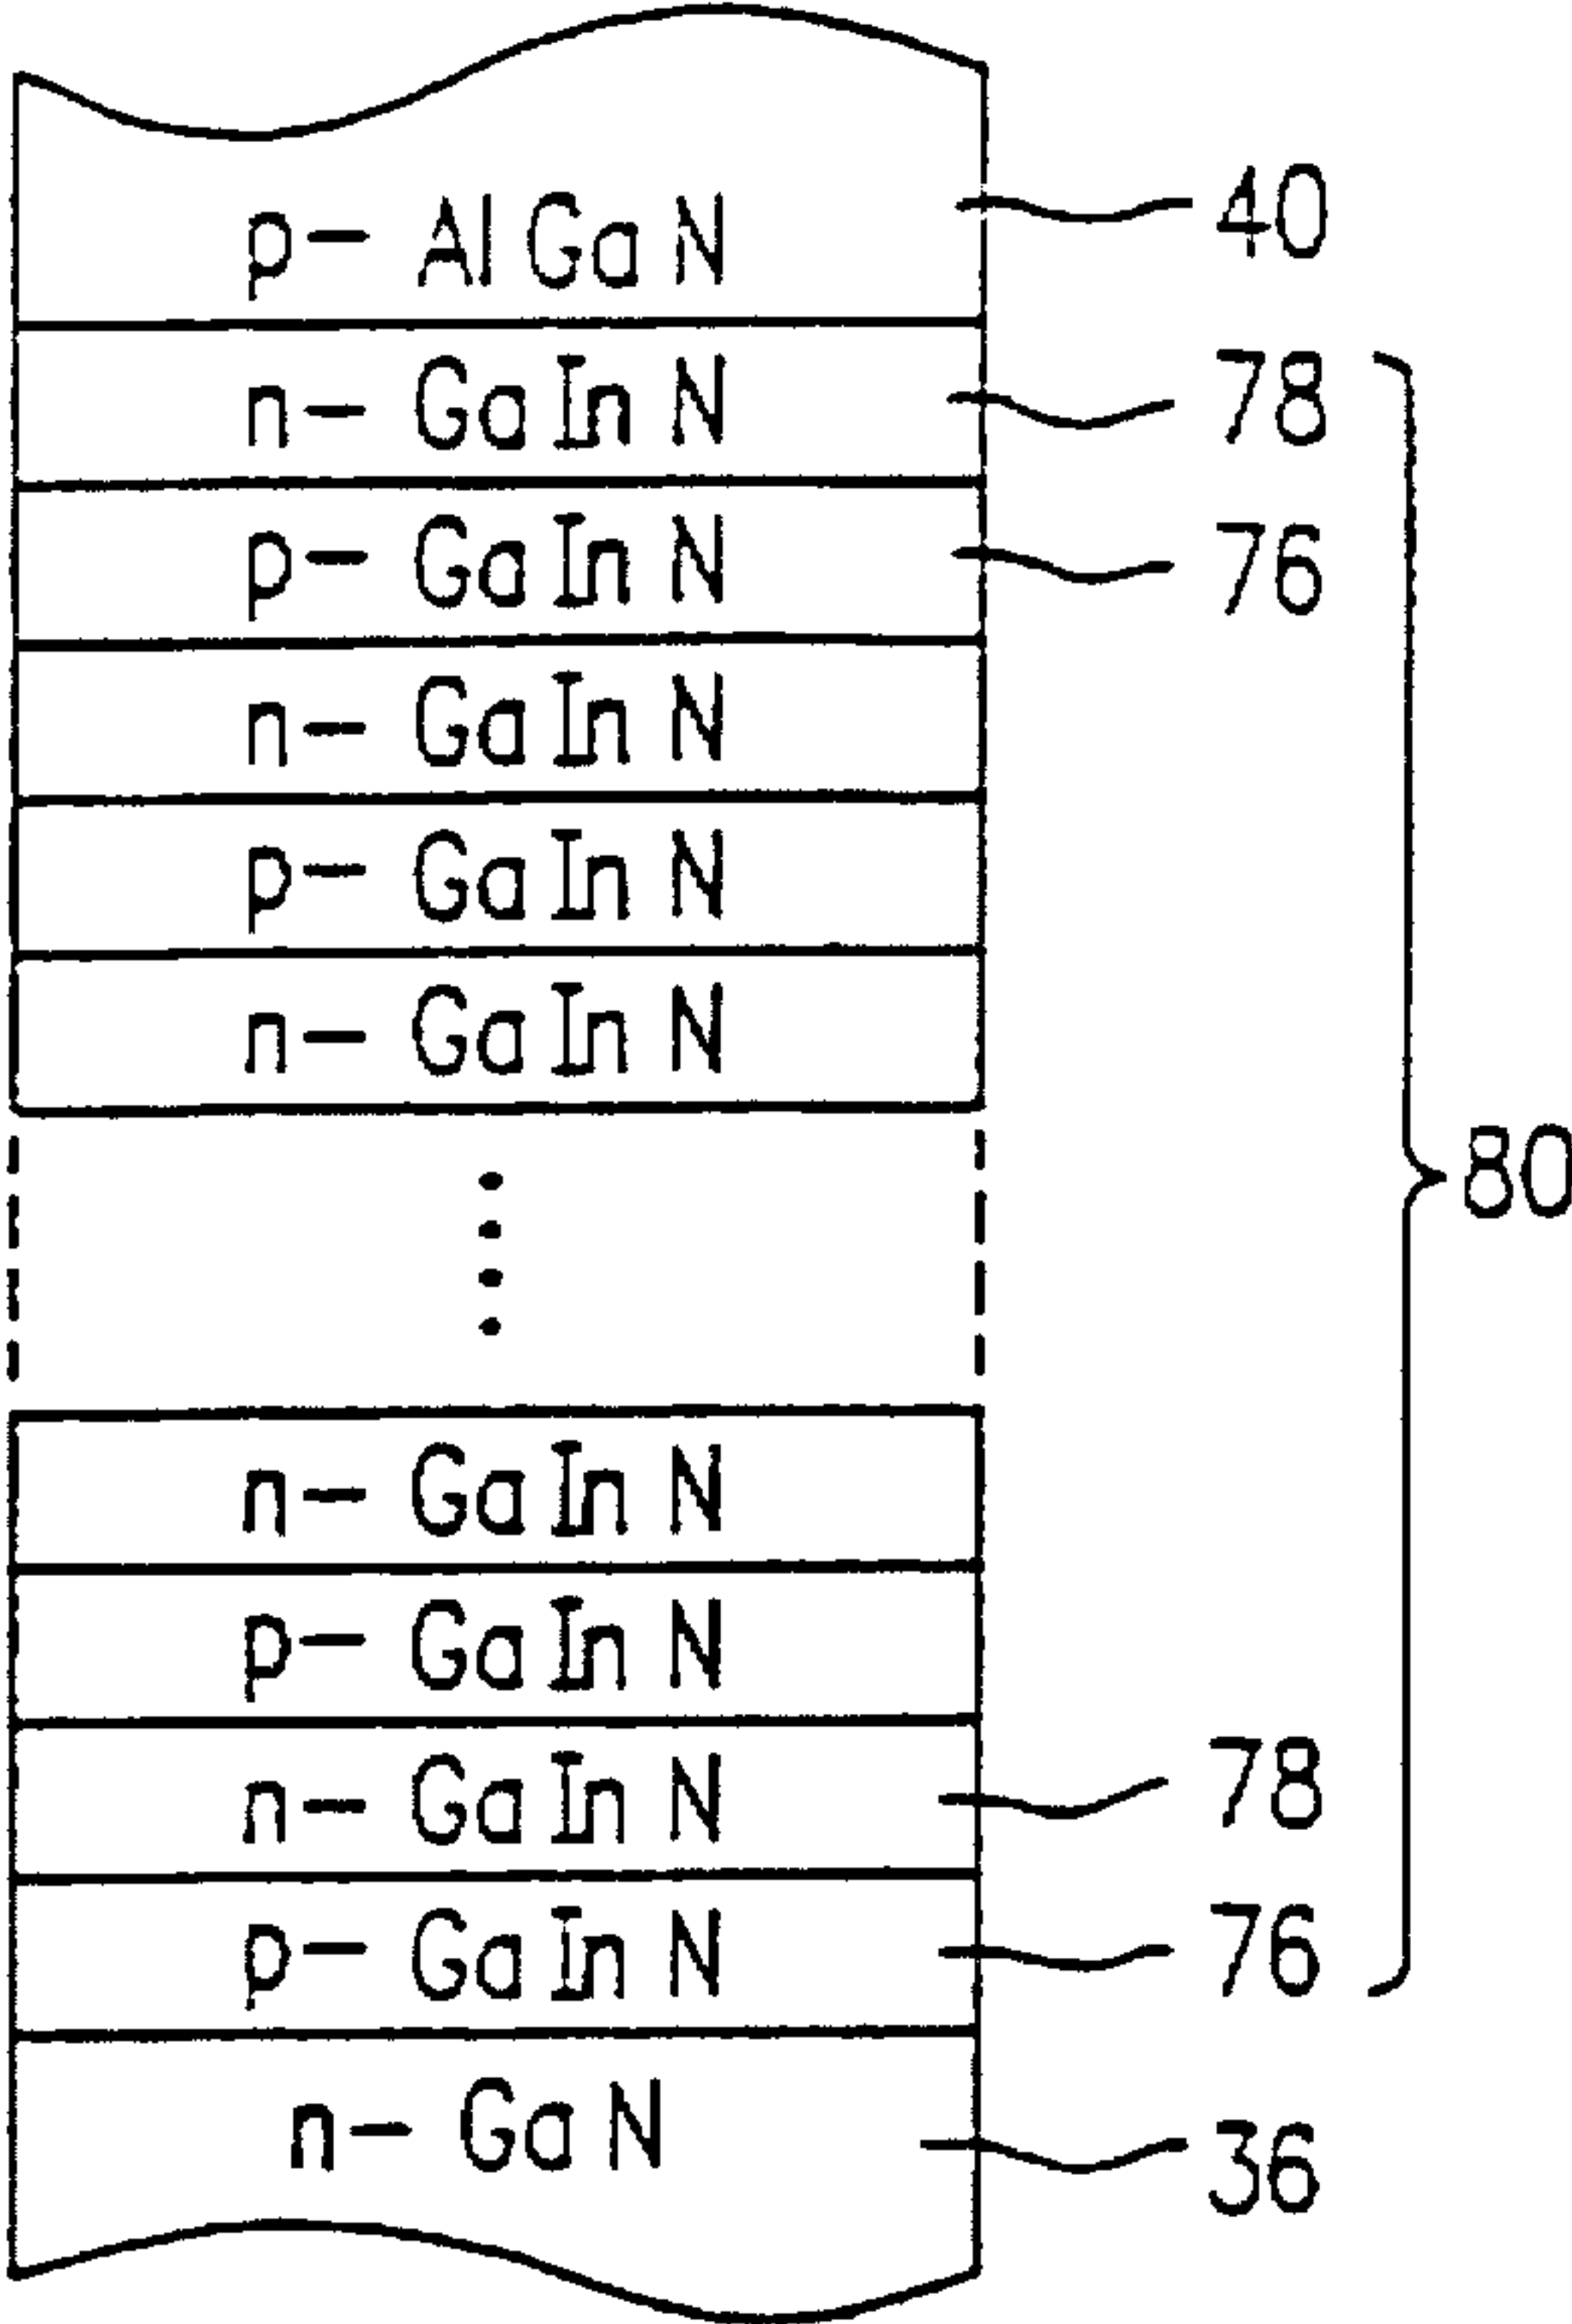 p- AlGaN 40
n- GaInN 78
p- GaInN 76
n- GaInN
p- GaInN
n- GaInN
80
n- GaInN
p- GaInN
n- GaInN 78
p- GaInN 76
n- GaN 36